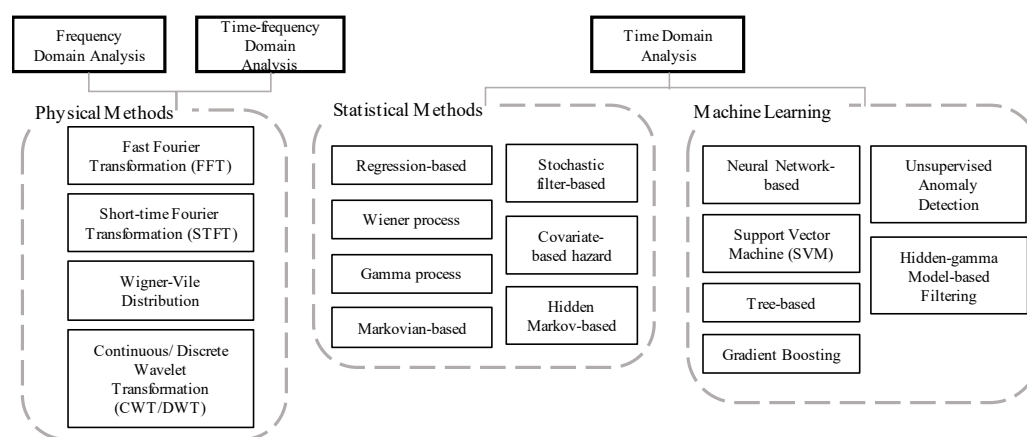 Frequency
Domain Analysis
Time-frequency
Domain
Analysis
Time Domain
Analysis
Physical Methods
Fast Fourier
Transformation (FFT)
Short-time Fourier
Transformation (STFT)
Wigner-Vile
Distribution
Continuous/ Discrete
Wavelet
Transformation
(CWT/DWT)
Statistical Methods
Regression-based
Wiener process
Gamma process
Markovian-based
Stochastic
filter-based
Covariate-
based hazard
Hidden
Markov-based
Machine Learning
Neural Network-
based
Support Vector
Machine (SVM)
Tree-based
Gradient Boosting
Unsupervised
Anomaly
Detection
Hidden-gamma
Model-based
Filtering